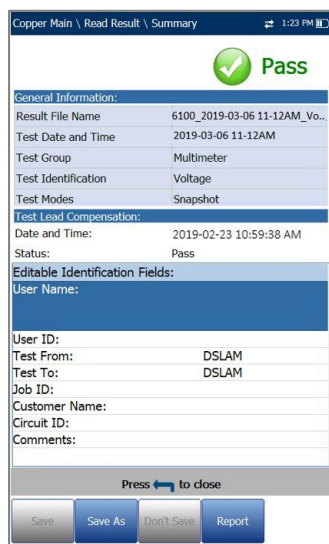 Copper Main \ Read Result \ Summary 1:23 PM
Pass
General Information:
Result File Name 6100_2019-03-06 11-12AM_Vo..
Test Date and Time 2019-03-06 11-12AM
Test Group Multimeter
Test Identification Voltage
Test Modes Snapshot
Test Lead Compensation:
Date and Time: 2019-02-23 10:59:38 AM
Status: Pass
Editable Identification Fields:
User Name:
User ID:
Test From: DSLAM
Test To: DSLAM
Job ID:
Customer Name:
Circuit ID:
Comments:
Press to close
Save Save As Don't Save Report